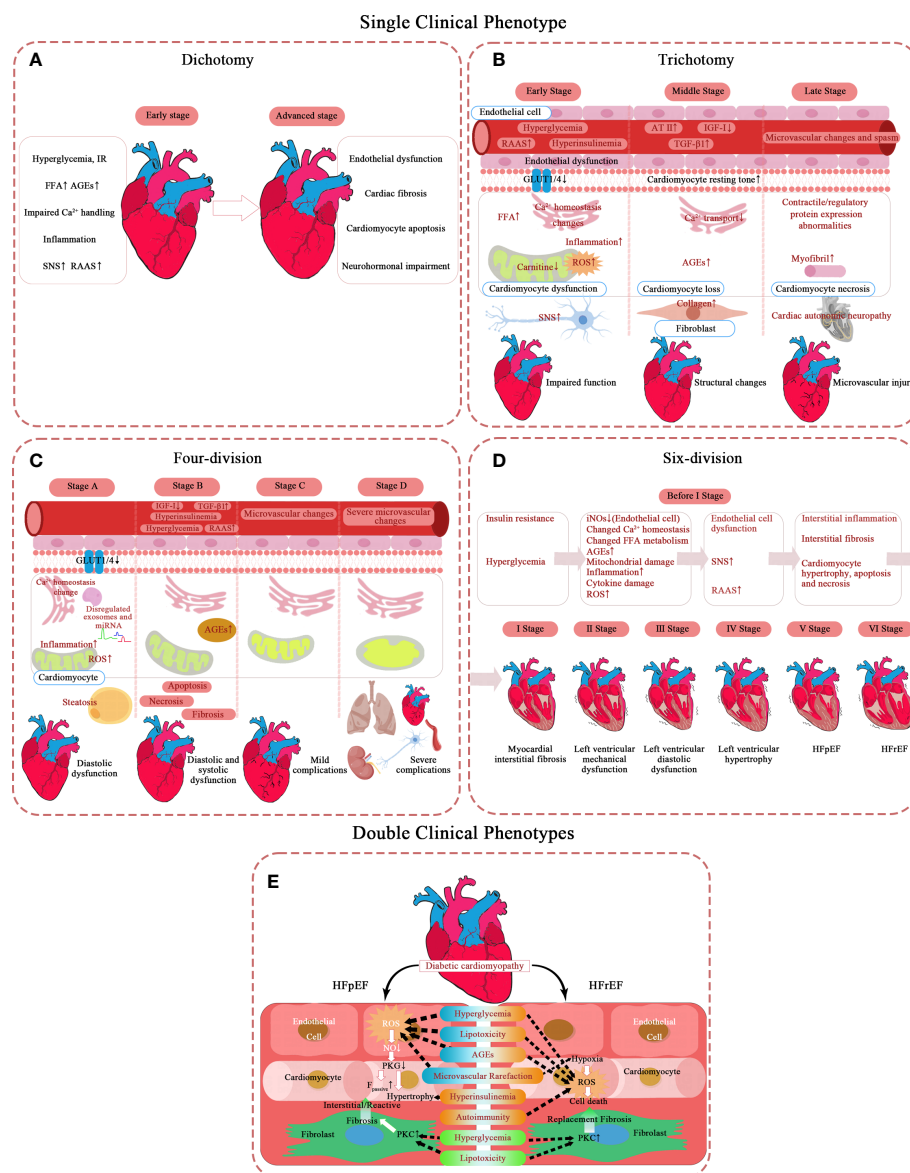 Single Clinical Phenotype
A
Dichotomy
Early stage
Advanced stage
Hyperglycemia, IR
FFA↑ AGEs↑
Impaired Ca²⁺ handling
Inflammation
SNS↑ RAAS↑
Endothelial dysfunction
Cardiac fibrosis
Cardiomyocyte apoptosis
Neurohormonal impairment
B
Trichotomy
Early Stage
Middle Stage
Late Stage
Endothelial cell
Hyperglycemia
RAAS↑
Hyperinsulinemia
AT II↑
IGF-I↓
TGF-β1↑
Microvascular changes and spasm
Endothelial dysfunction
GLUT1/4↓
Cardiomyocyte resting tone↑
FFA↑
Ca²⁺ homeostasis
changes
Inflammation↑
Carnitine↓
ROS↑
Cardiomyocyte dysfunction
Ca²⁺ transport↓
AGEs↑
Cardiomyocyte loss
Contractile/regulatory
protein expression
abnormalities
Myofibril↑
Cardiomyocyte necrosis
SNS↑
Collagen↑
Fibroblast
Cardiac autonomic neuropathy
Impaired function
Structural changes
Microvascular injur
C
Four-division
Stage A
Stage B
Stage C
Stage D
IGF-I↓
TGF-β1↑
Hyperinsulinemia
Hyperglycemia
RAAS↑
Microvascular changes
Severe microvascular
changes
GLUT1/4↓
Ca²⁺ homeostasis
change
Disregulated
exosomes and
miRNA
Inflammation↑
ROS↑
Cardiomyocyte
AGEs↑
Steatosis
Apoptosis
Necrosis
Fibrosis
Diastolic
dysfunction
Diastolic and
systolic dysfunction
Mild
complications
Severe
complications
D
Six-division
Before I Stage
Insulin resistance
Hyperglycemia
iNOs↓(Endothelial cell)
Changed Ca²⁺ homeostasis
Changed FFA metabolism
AGEs↑
Mitochondrial damage
Inflammation↑
Cytokine damage
ROS↑
Endothelial cell
dysfunction
SNS↑
RAAS↑
Interstitial inflammation
Interstitial fibrosis
Cardiomyocyte
hypertrophy, apoptosis
and necrosis
I Stage
II Stage
III Stage
IV Stage
V Stage
VI Stage
Myocardial
interstitial fibrosis
Left ventricular
mechanical
dysfunction
Left ventricular
diastolic
dysfunction
Left ventricular
hypertrophy
HFpEF
HFrEF
Double Clinical Phenotypes
E
Diabetic cardiomyopathy
HFpEF
HFrEF
Endothelial
Cell
ROS
NO↓
PKG↓
Cardiomyocyte
F passive↑
Hypertrophy
Interstitial/Reactive
Fibrosis
Fibrolast
PKC↑
Hyperglycemia
Lipotoxicity
AGEs
Microvascular Rarefaction
Hyperinsulinemia
Autoimmunity
Hyperglycemia
Lipotoxicity
Endothelial
Cell
Hypoxia
ROS
Cell death
Cardiomyocyte
Replacement Fibrosis
PKC↑
Fibrolast